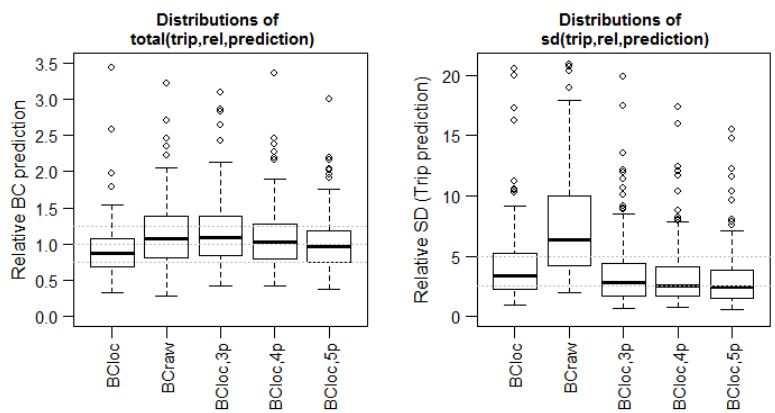 Distributions of
total(trip,rel,prediction)
Relative BC prediction
3.5
3.0
2.5
2.0
1.5
1.0
0.5
0.0
BCloc
BCraw
BCloc,3p
BCloc,4p
BCloc,5p
Distributions of
sd(trip,rel,prediction)
Relative SD (Trip prediction)
20
15
10
5
0
BCloc
BCraw
BCloc,3p
BCloc,4p
BCloc,5p